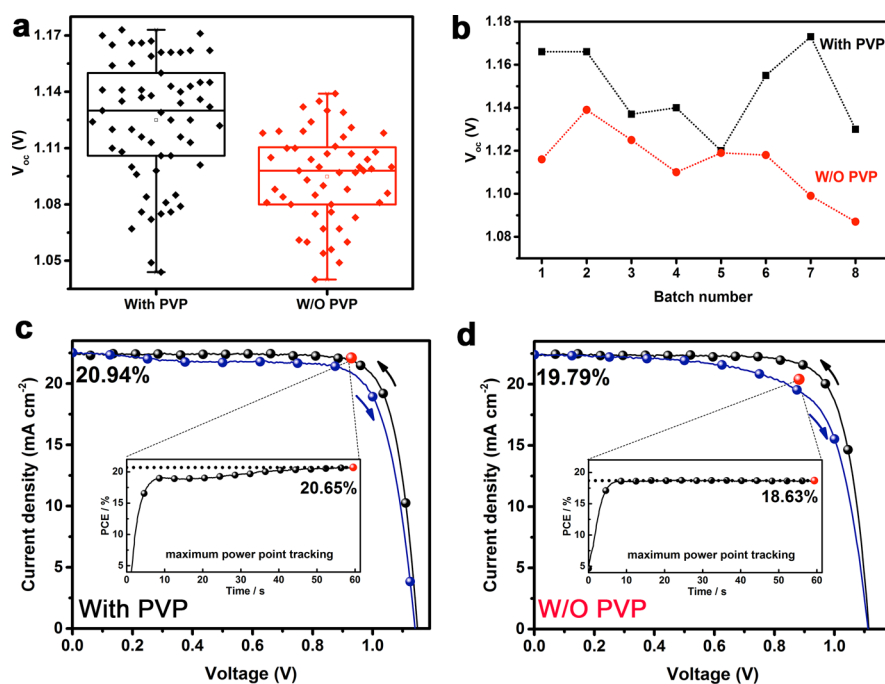 a
1.17
1.14
1.11
1.08
1.05
V_oc (V)
With PVP
W/O PVP
b
1.18
1.16
1.14
1.12
1.10
1.08
V_oc (V)
With PVP
W/O PVP
1 2 3 4 5 6 7 8
Batch number
c
20
15
10
5
0
Current density (mA cm⁻²)
20.94%
20
15
10
5
PCE / %
20.65%
maximum power point tracking
0 10 20 30 40 50 60
Time / s
With PVP
0.0 0.2 0.4 0.6 0.8 1.0
Voltage (V)
d
20
15
10
5
0
Current density (mA cm⁻²)
19.79%
20
15
10
5
PCE / %
18.63%
maximum power point tracking
0 10 20 30 40 50 60
Time / s
W/O PVP
0.0 0.2 0.4 0.6 0.8 1.0
Voltage (V)